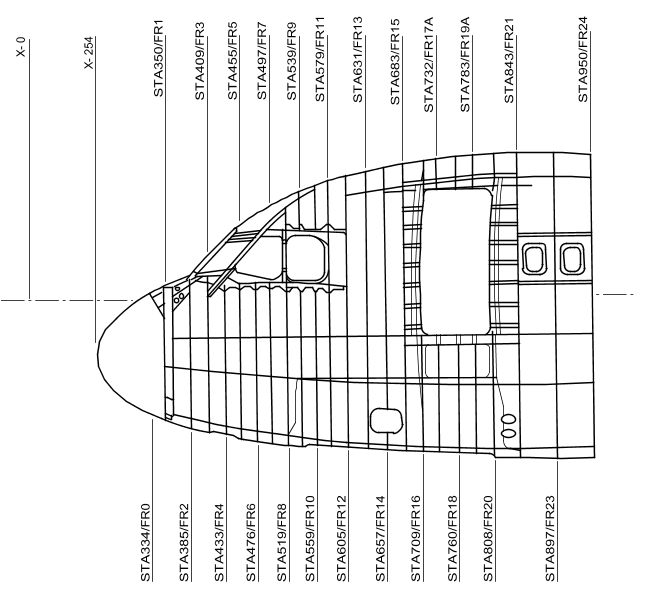 X- 0
X- 254
STA350/FR1
STA409/FR3
STA455/FR5
STA497/FR7
STA539/FR9
STA579/FR11
STA631/FR13
STA683/FR15
STA732/FR17A
STA783/FR19A
STA843/FR21
STA950/FR24
STA334/FR0
STA385/FR2
STA433/FR4
STA476/FR6
STA519/FR8
STA559/FR10
STA605/FR12
STA657/FR14
STA709/FR16
STA760/FR18
STA808/FR20
STA897/FR23